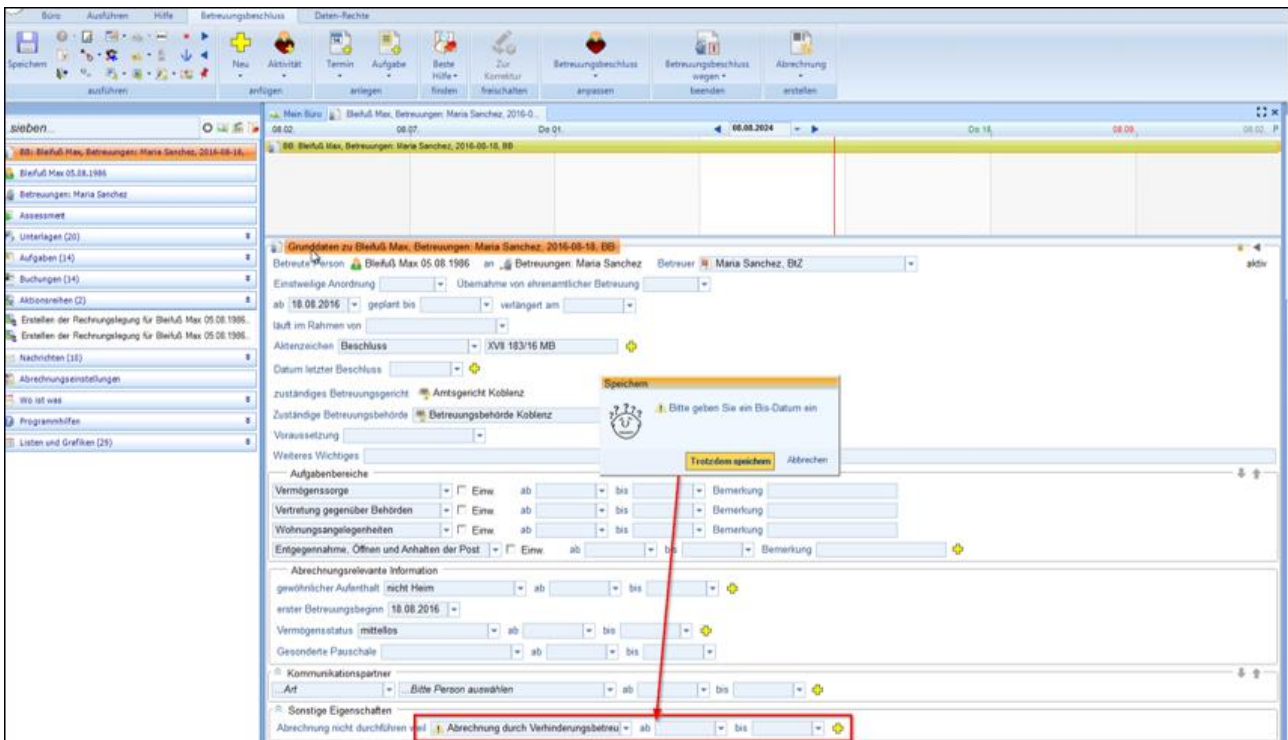 Büro Ausführen Hilfe Betreuungsbeschluss Daten-Rechte
Speichern Neu Aktivität Termin Aufgabe Beste Hilfe Zur Korrektur freischalten Betreuungsbeschluss anpassen Betreuungsbeschluss wegen beenden Abrechnung erstellen
ausführen anfügen anlegen finden
sieben...
Mein Büro Bleifuß Max, Betreuungen: Maria Sanchez, 2016-0...
08.02. 08.07. Do 01. 08.08.2024 Do 18. 08.09. 08.02. P
BB: Bleifuß Max, Betreuungen: Maria Sanchez, 2016-08-18,
BB: Bleifuß Max, Betreuungen: Maria Sanchez, 2016-08-18, BB
Bleifuß Max 05.08.1986
Betreuungen: Maria Sanchez
Assessment
Unterlagen (20)
Aufgaben (14)
Buchungen (14)
Aktionsreihen (2)
Erstellen der Rechnungslegung für Bleifuß Max 05.08.1986..
Erstellen der Rechnungslegung für Bleifuß Max 05.08.1986..
Nachrichten (10)
Abrechnungseinstellungen
Wo ist was
Programmhilfen
Listen und Grafiken (29)
Grunddaten zu Bleifuß Max, Betreuungen: Maria Sanchez, 2016-08-18, BB
Betreute Person Bleifuß Max 05.08.1986 an Betreuungen: Maria Sanchez Betreuer Maria Sanchez, BtZ aktiv
Einstweilige Anordnung Übernahme von ehrenamtlicher Betreuung
ab 18.08.2016 geplant bis verlängert am
läuft im Rahmen von
Aktenzeichen Beschluss XVII 183/16 MB
Datum letzter Beschluss
zuständiges Betreuungsgericht Amtsgericht Koblenz
Zuständige Betreuungsbehörde Betreuungsbehörde Koblenz
Voraussetzung
Weiteres Wichtiges
Speichern
????
Bitte geben Sie ein Bis-Datum ein
Trotzdem speichern Abbrechen
Aufgabenbereiche
Vermögenssorge Einw. ab bis Bemerkung
Vertretung gegenüber Behörden Einw. ab bis Bemerkung
Wohnungsangelegenheiten Einw. ab bis Bemerkung
Entgegennahme, Öffnen und Anhalten der Post Einw. ab bis Bemerkung
Abrechnungsrelevante Information
gewöhnlicher Aufenthalt nicht Heim ab bis
erster Betreuungsbeginn 18.08.2016
Vermögensstatus mittellos ab bis
Gesonderte Pauschale ab bis
Kommunikationspartner
...Art ...Bitte Person auswählen ab bis
Sonstige Eigenschaften
Abrechnung nicht durchführen weil Abrechnung durch Verhinderungsbetreu ab bis